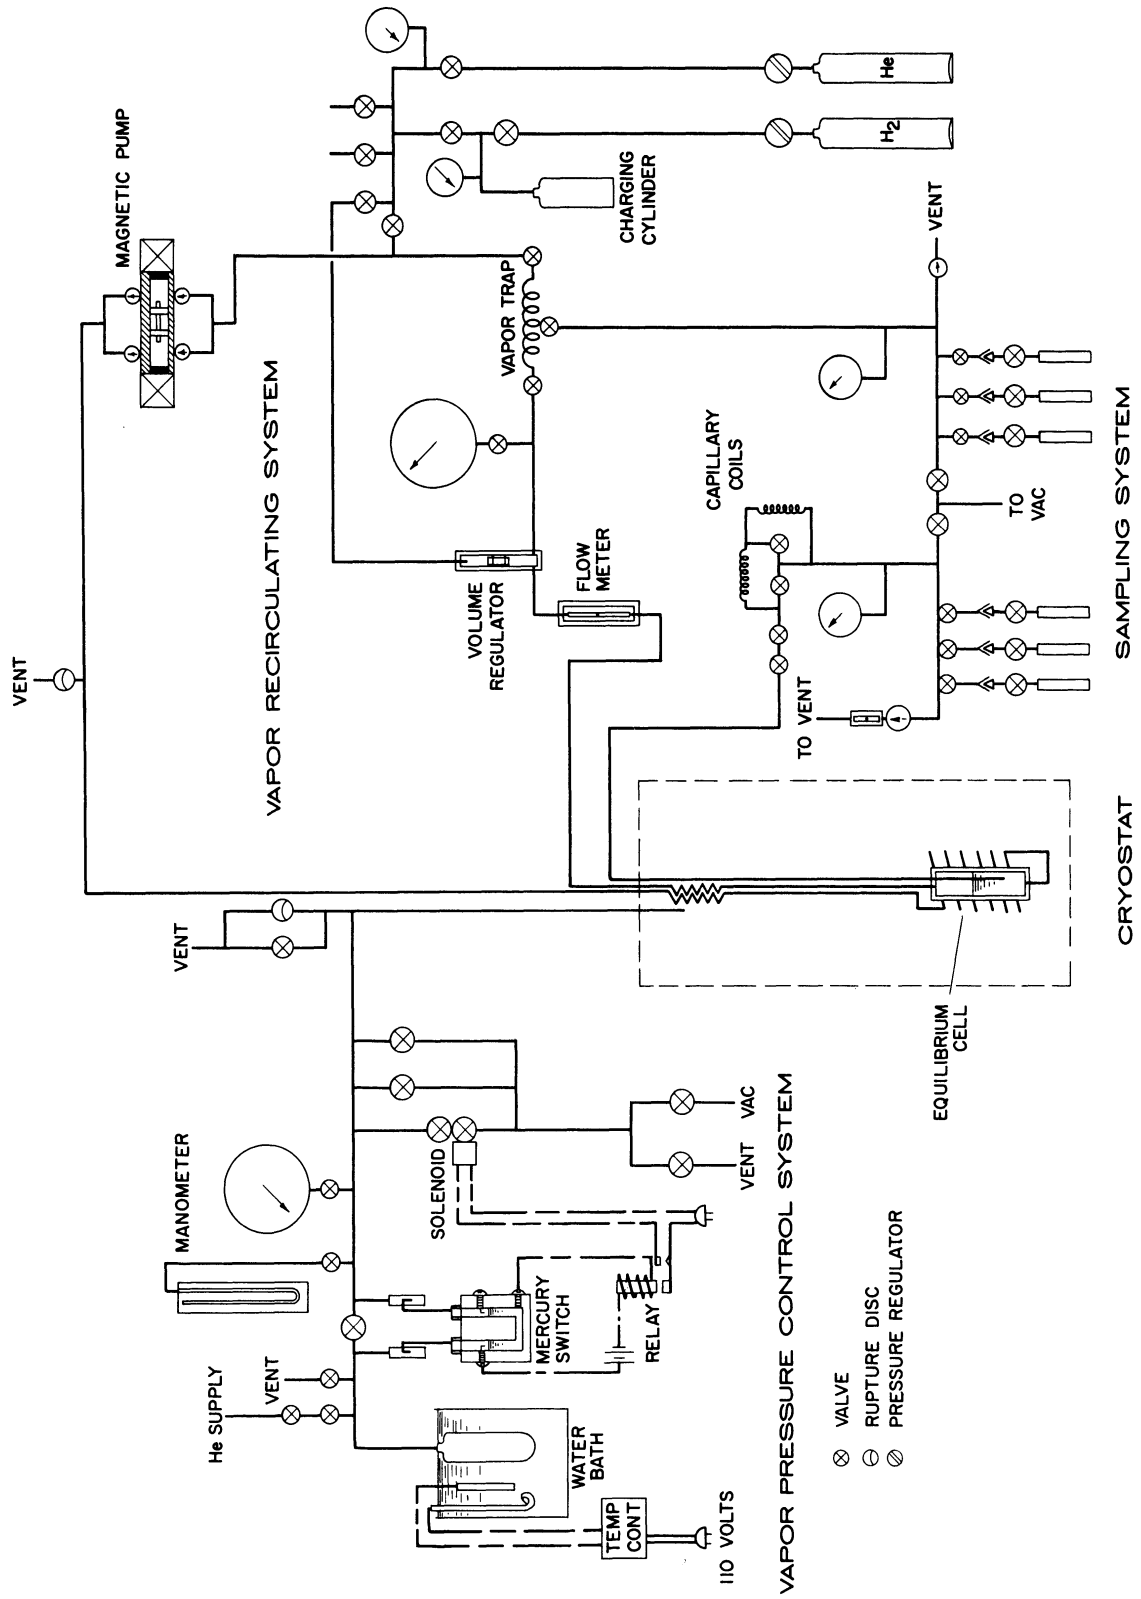 VENT
MAGNETIC PUMP
VAPOR RECIRCULATING SYSTEM
He
H2
CHARGING
CYLINDER
VAPOR TRAP
VENT
VOLUME
REGULATOR
FLOW
METER
CAPILLARY
COILS
TO VENT
TO
VAC
SAMPLING SYSTEM
CRYOSTAT
EQUILIBRIUM
CELL
VENT
MANOMETER
He SUPPLY
VENT
SOLENOID
MERCURY
SWITCH
RELAY
VENT
VAC
WATER
BATH
TEMP
CONT
110 VOLTS
VAPOR PRESSURE CONTROL SYSTEM
VALVE
RUPTURE DISC
PRESSURE REGULATOR